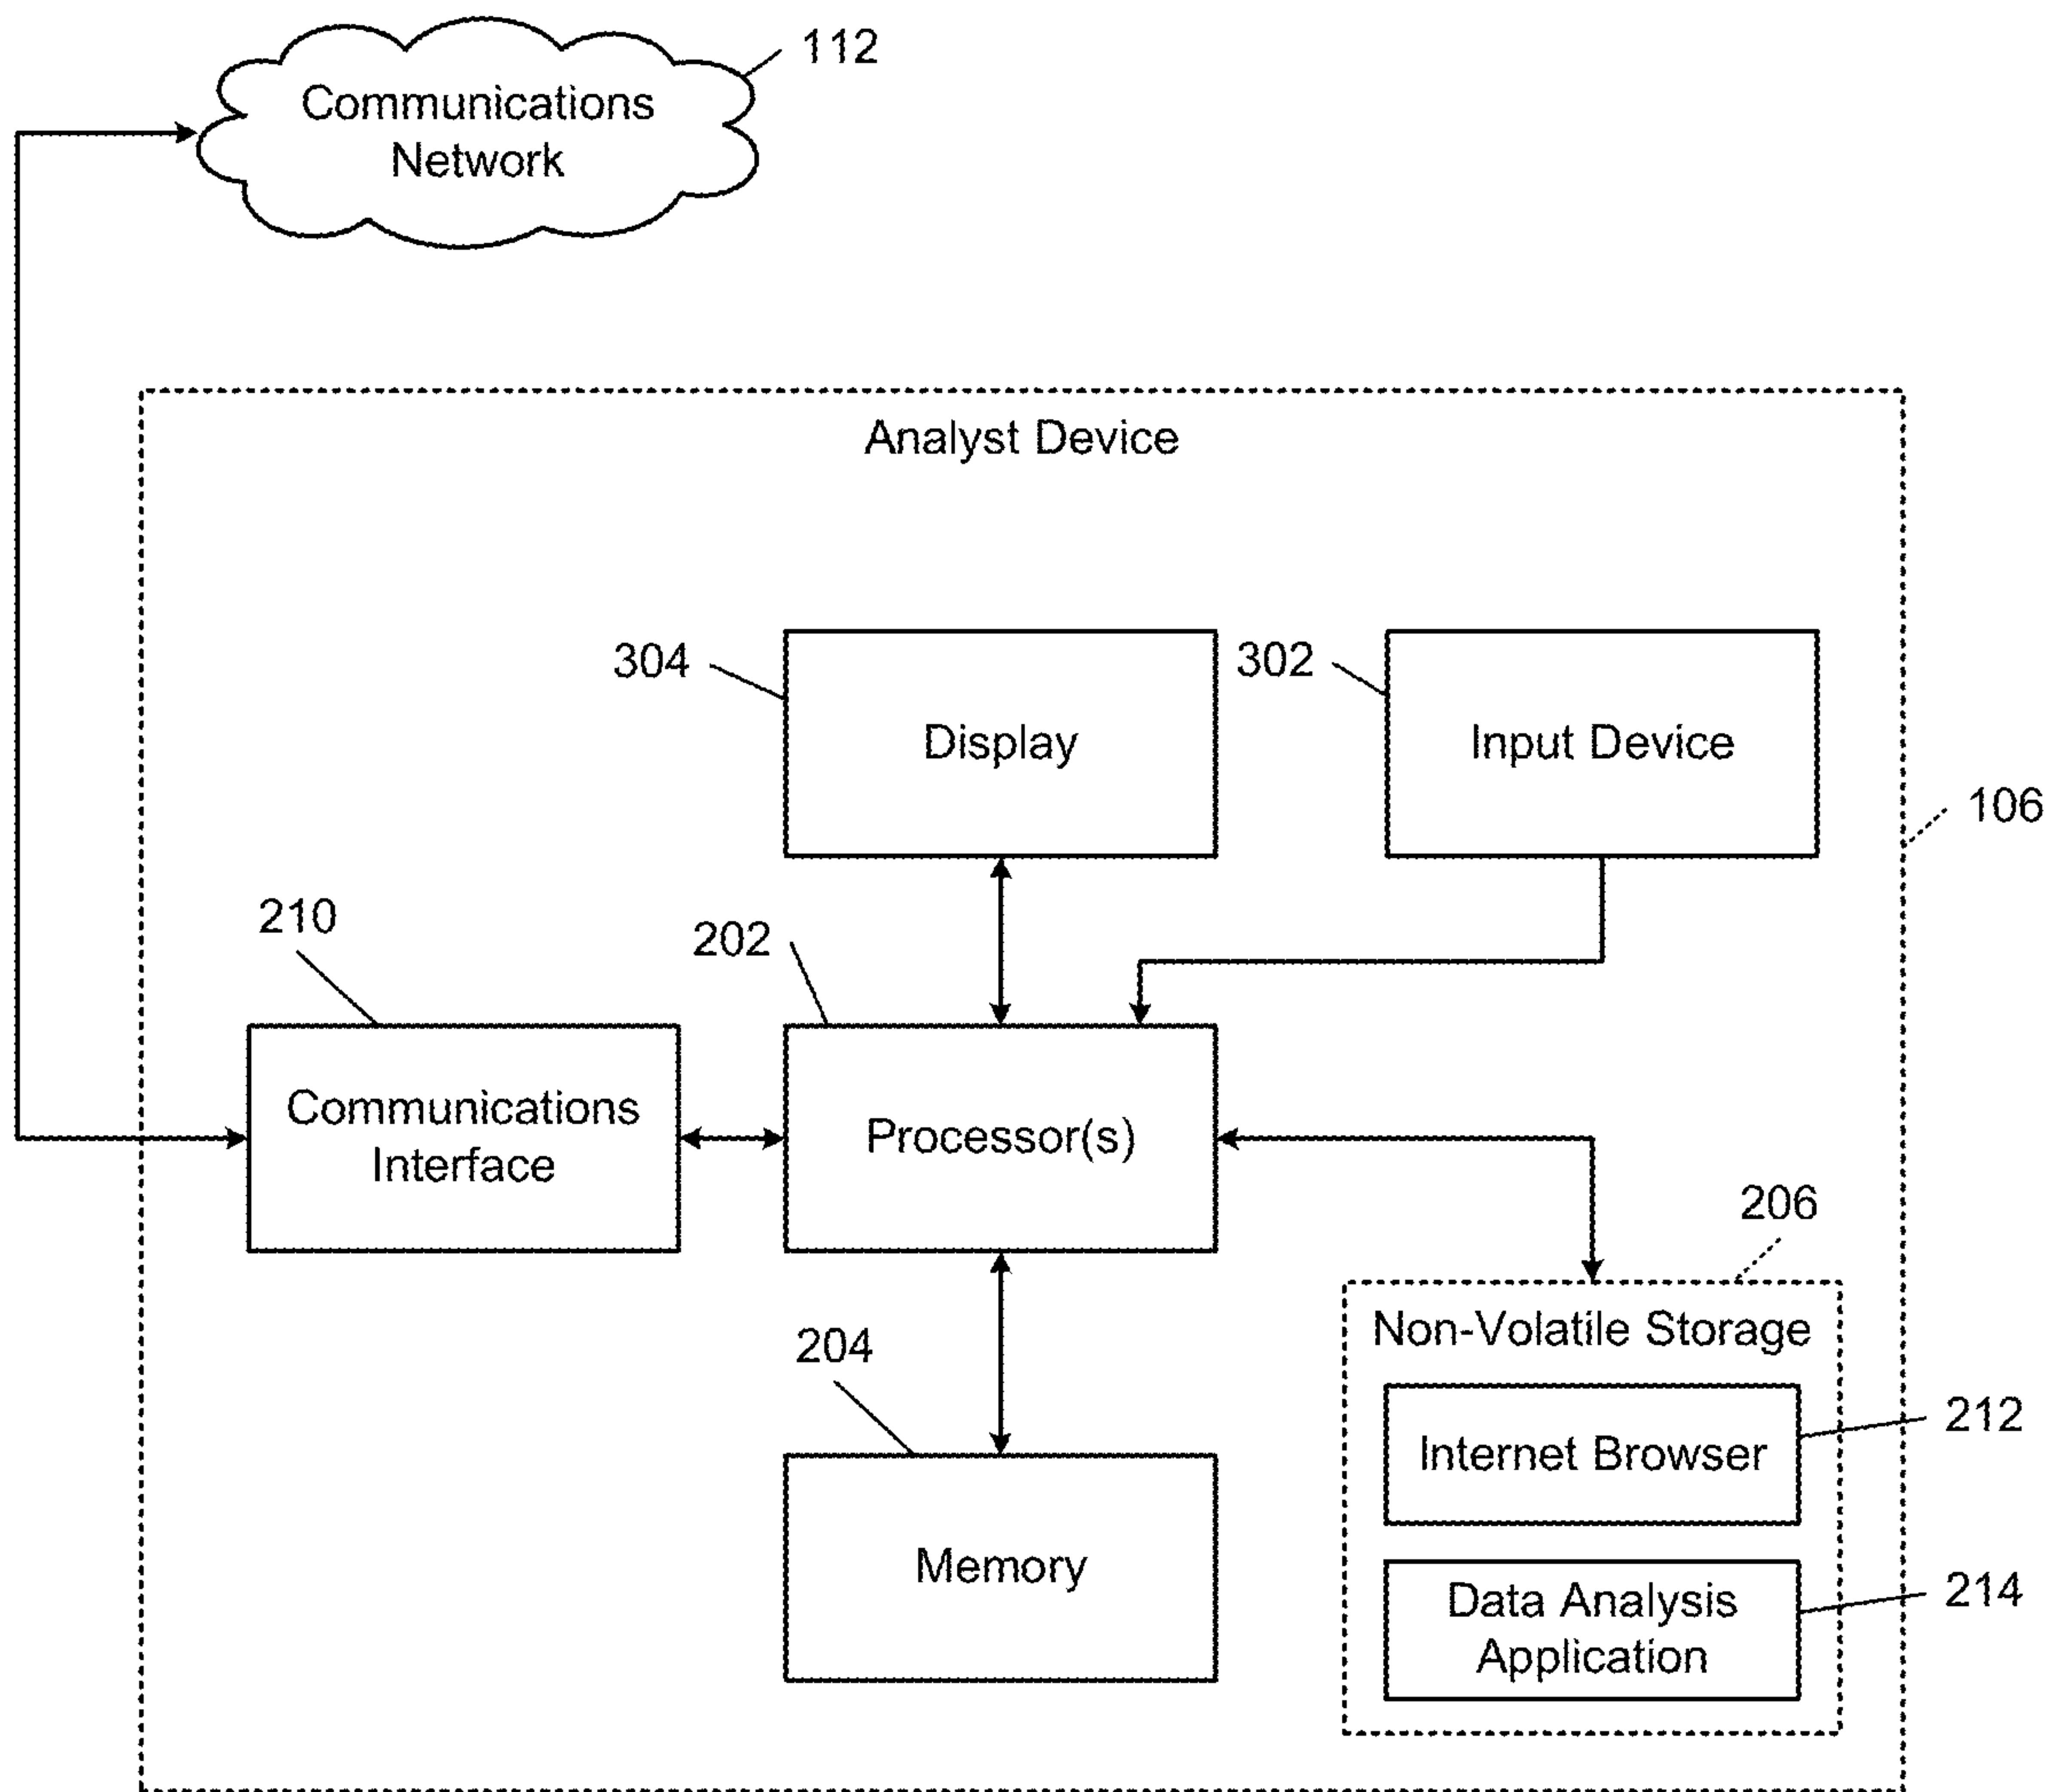 112
Communications
Network
Analyst Device
304
302
Display
Input Device
106
210
202
Communications
Interface
Processor(s)
206
204
Non-Volatile Storage
212
Internet Browser
Memory
214
Data Analysis
Application